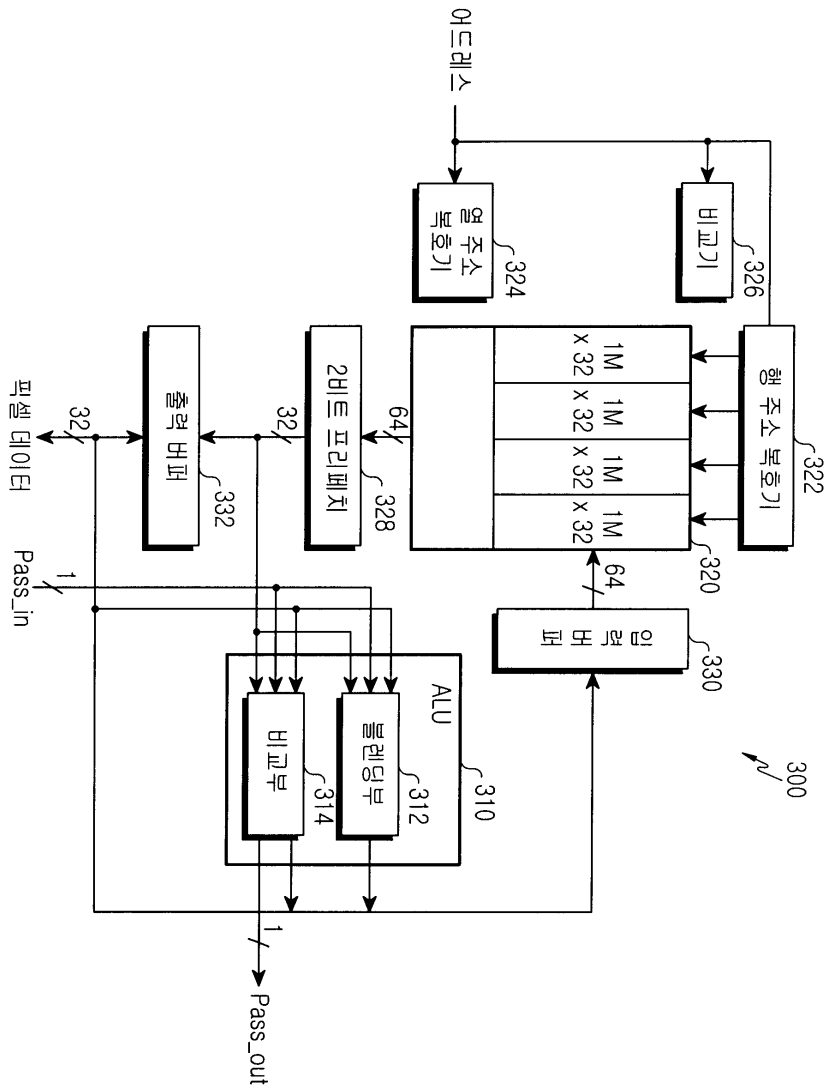 300
322
행 주소 복호기
326
비교기
320
1M
x 32
1M
x 32
1M
x 32
1M
x 32
64
330
입 력
버 퍼
324
열 주소
복호기
어드레스
310
ALU
312
블렌딩부
314
비교부
64
328
2비트 프리페치
32
332
출력 버퍼
1
Pass_out
32
픽셀 데이터
1
Pass_in